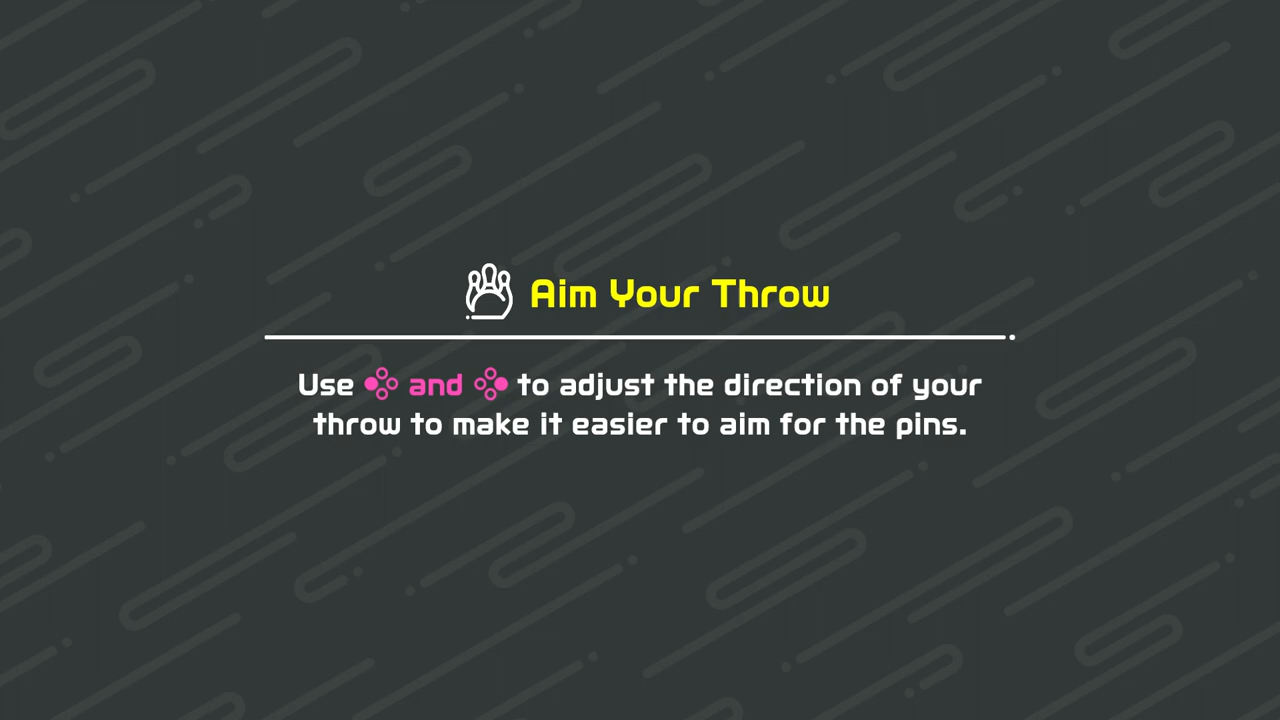 Aim Your Throw
Use and to adjust the direction of your
throw to make it easier to aim for the pins.